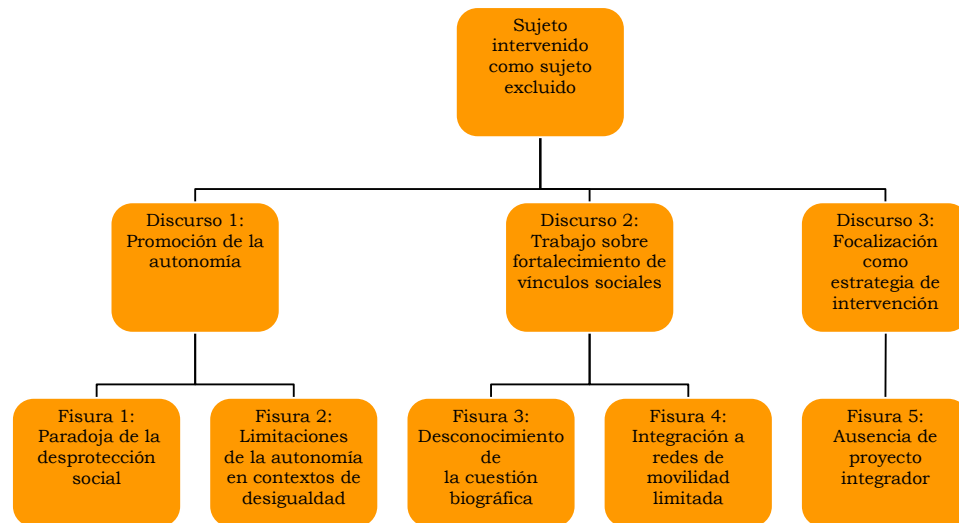 Sujeto
intervenido
como sujeto
excluido
Discurso 1:
Promoción de la
autonomía
Discurso 2:
Trabajo sobre
fortalecimiento de
vínculos sociales
Discurso 3:
Focalización
como
estrategia de
intervención
Fisura 1:
Paradoja de la
desprotección
social
Fisura 2:
Limitaciones
de la autonomía
en contextos de
desigualdad
Fisura 3:
Desconocimiento
de
la cuestión
biográfica
Fisura 4:
Integración a
redes de
movilidad
limitada
Fisura 5:
Ausencia de
proyecto
integrador